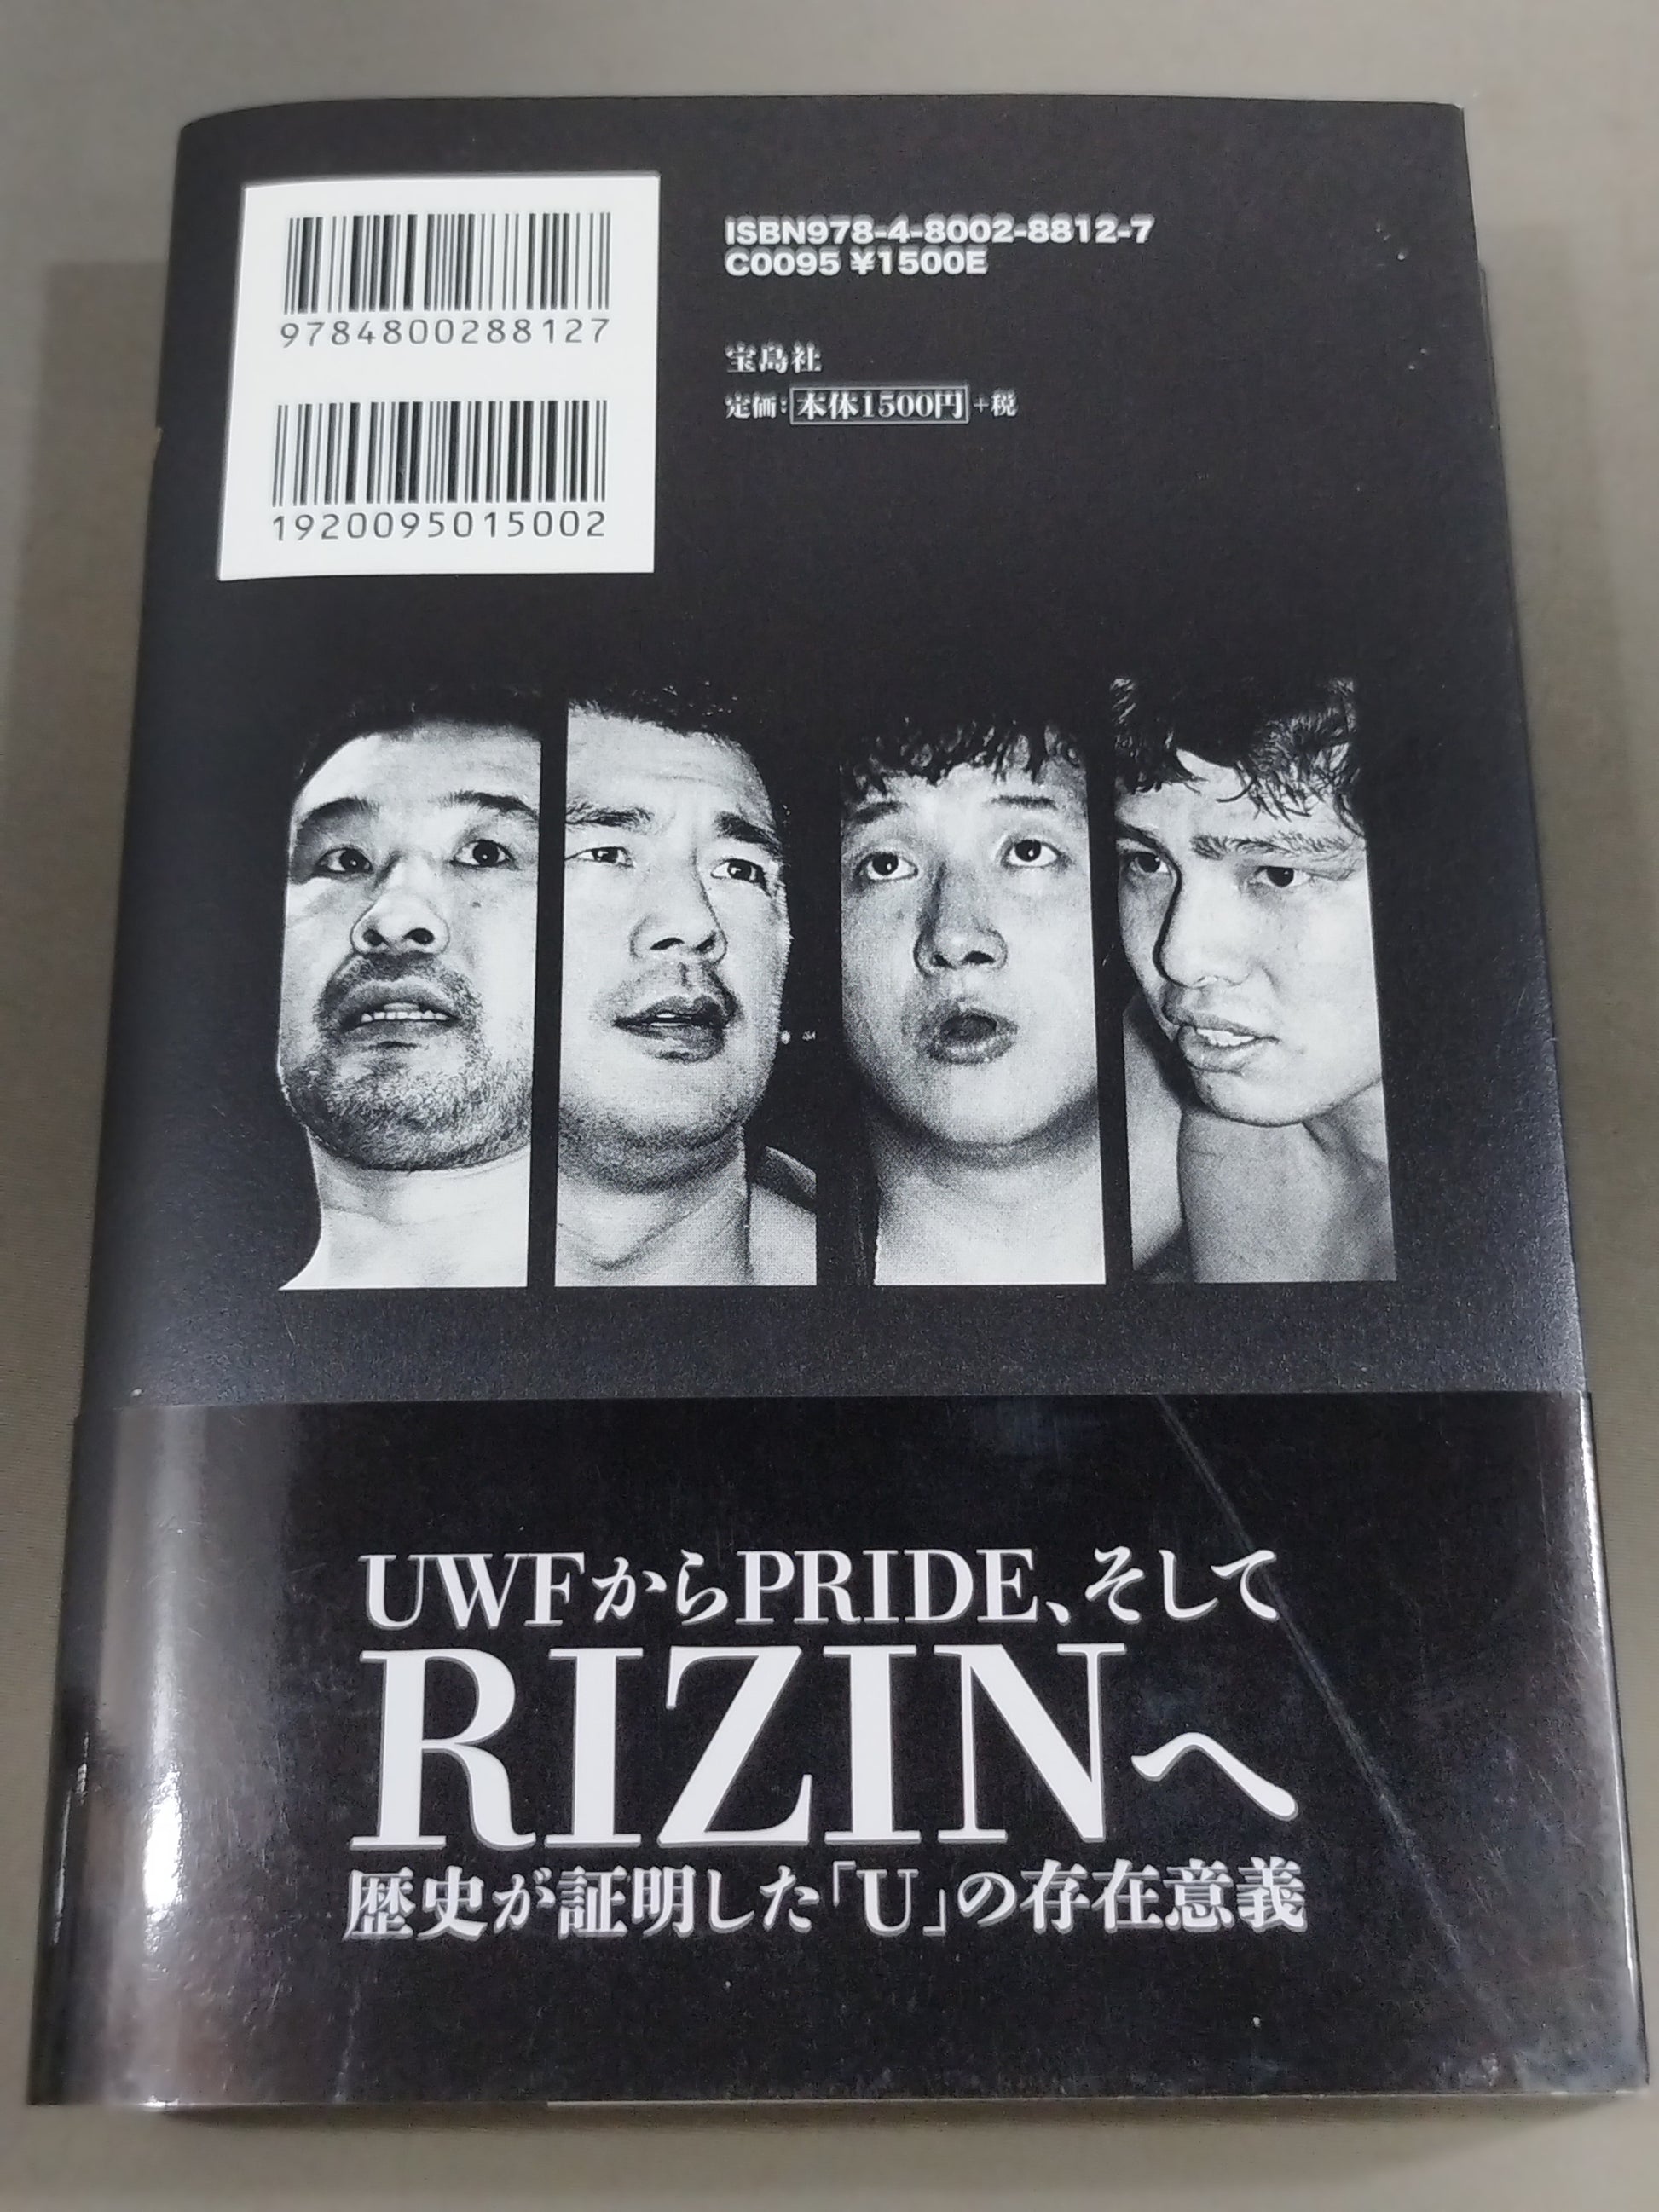 9784800288127
1920095015002
ISBN978-4-8002-8812-7
C0095 ¥1500E
宝島社
定価：本体1500円+税
UWFからPRIDE、そして
RIZINへ
歴史が証明した「U」の存在意義